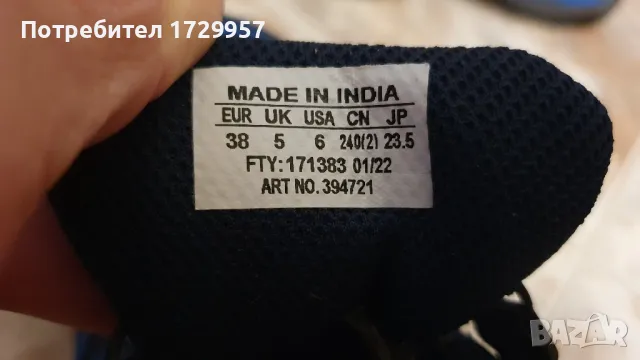 Потребител 1729957
MADE IN INDIA
EUR UK USA CN JP
38 5 6 240(2) 23.5
FTY: 171383 01/22
ART NO. 394721
BAZAR